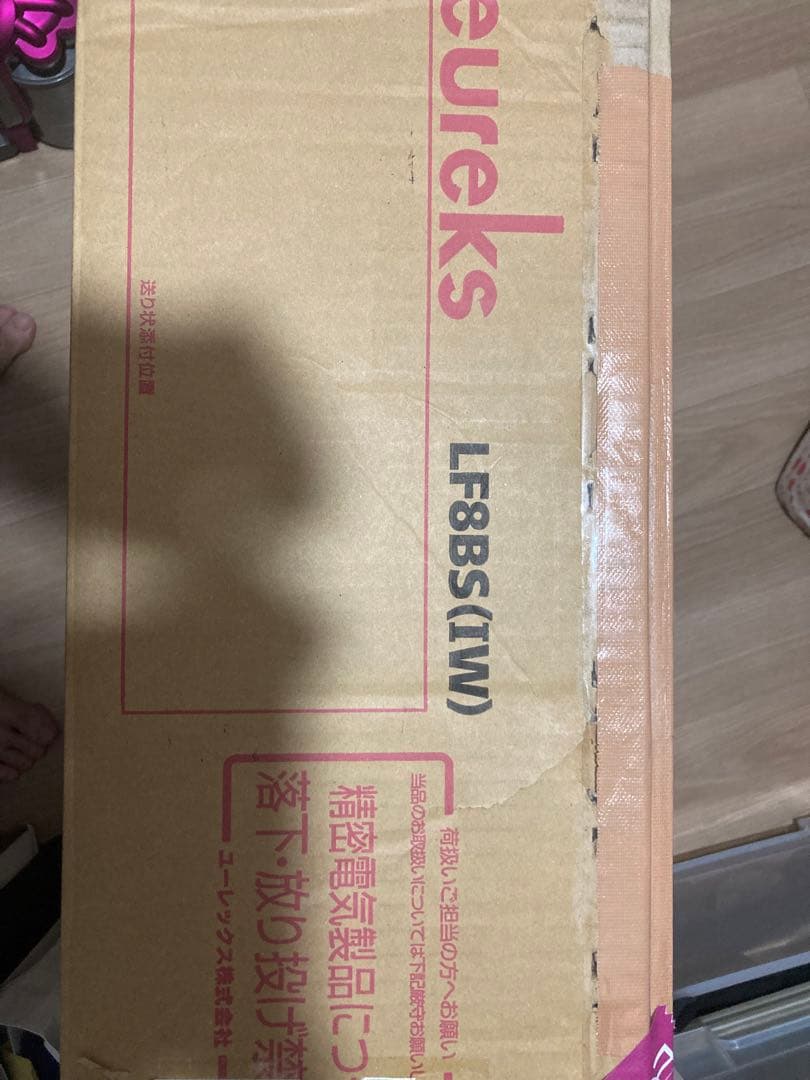 eureks
LF8BS(IW)
送り状添付位置
荷扱いご担当の方へお願い
当品のお取扱いについては下記厳守お願いし
精密電気製品につ
落下・放り投げ禁
ユーレックス株式会社